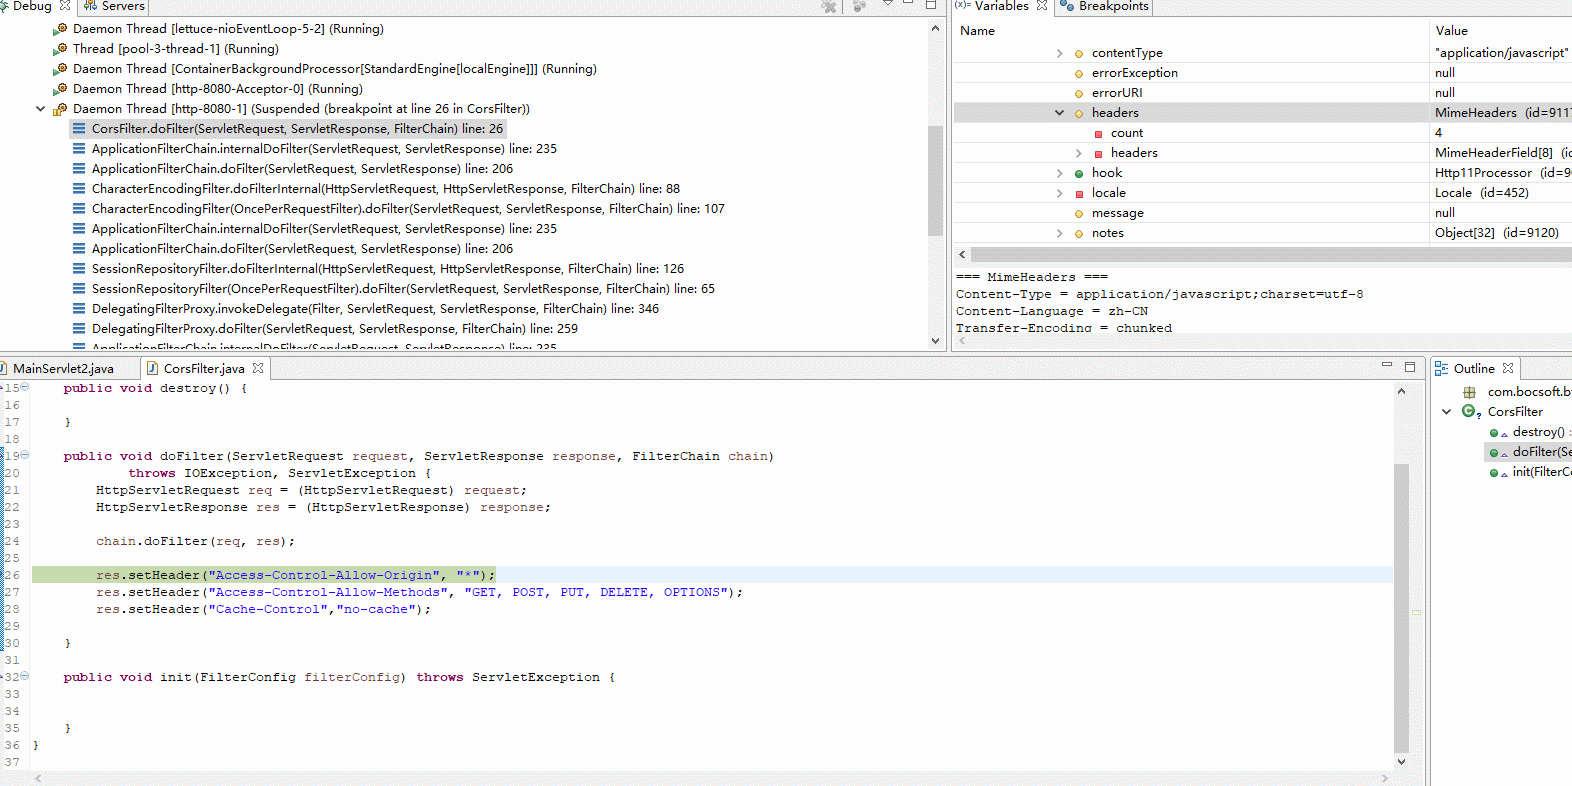 Debug
Servers
Daemon Thread [lettuce-nioEventLoop-5-2] (Running)
Thread [pool-3-thread-1] (Running)
Daemon Thread [ContainerBackgroundProcessor[StandardEngine[localEngine]]] (Running)
Daemon Thread [http-8080-Acceptor-0] (Running)
Daemon Thread [http-8080-1] (Suspended (breakpoint at line 26 in CorsFilter))
CorsFilter.doFilter(ServletRequest, ServletResponse, FilterChain) line: 26
ApplicationFilterChain.internalDoFilter(ServletRequest, ServletResponse) line: 235
ApplicationFilterChain.doFilter(ServletRequest, ServletResponse) line: 206
CharacterEncodingFilter.doFilterInternal(HttpServletRequest, HttpServletResponse, FilterChain) line: 88
CharacterEncodingFilter(OncePerRequestFilter).doFilter(ServletRequest, ServletResponse, FilterChain) line: 107
ApplicationFilterChain.internalDoFilter(ServletRequest, ServletResponse) line: 235
ApplicationFilterChain.doFilter(ServletRequest, ServletResponse) line: 206
SessionRepositoryFilter.doFilterInternal(HttpServletRequest, HttpServletResponse, FilterChain) line: 126
SessionRepositoryFilter(OncePerRequestFilter).doFilter(ServletRequest, ServletResponse, FilterChain) line: 65
DelegatingFilterProxy.invokeDelegate(Filter, ServletRequest, ServletResponse, FilterChain) line: 346
DelegatingFilterProxy.doFilter(ServletRequest, ServletResponse, FilterChain) line: 259
ApplicationFilterChain.internalDoFilter(ServletRequest, ServletResponse) line: 235
(x)= Variables
Breakpoints
Name Value
contentType "application/javascript"
errorException null
errorURI null
headers MimeHeaders (id=9117
count 4
headers MimeHeaderField[8] (ic
hook Http11Processor (id=90
locale Locale (id=452)
message null
notes Object[32] (id=9120)
=== MimeHeaders ===
Content-Type = application/javascript;charset=utf-8
Content-Language = zh-CN
Transfer-Encoding = chunked
MainServlet2.java
CorsFilter.java
15 public void destroy() {
16
17 }
18
19 public void doFilter(ServletRequest request, ServletResponse response, FilterChain chain)
20 throws IOException, ServletException {
21 HttpServletRequest req = (HttpServletRequest) request;
22 HttpServletResponse res = (HttpServletResponse) response;
23
24 chain.doFilter(req, res);
25
26 res.setHeader("Access-Control-Allow-Origin", "*");
27 res.setHeader("Access-Control-Allow-Methods", "GET, POST, PUT, DELETE, OPTIONS");
28 res.setHeader("Cache-Control","no-cache");
29
30 }
31
32 public void init(FilterConfig filterConfig) throws ServletException {
33
34
35 }
36 }
37
Outline
com.bocsoft.b
CorsFilter
destroy() :
doFilter(Se
init(FilterCo